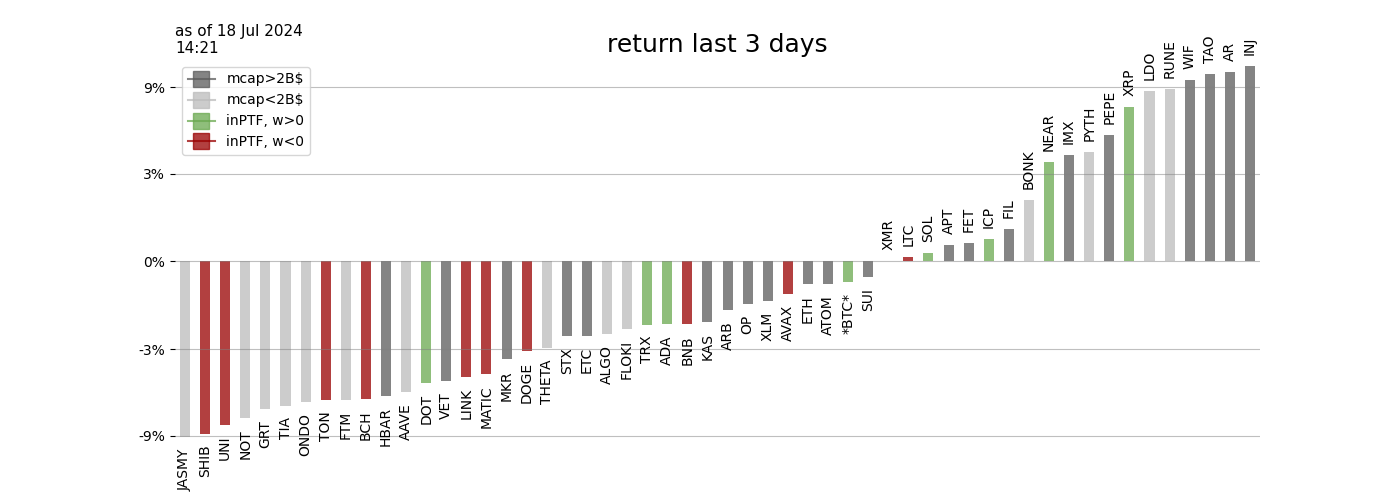 as of 18 Jul 2024
14:21
return last 3 days
mcap>2B$
mcap<2B$
inPTF, w>0
inPTF, w<0
9%
3%
0%
-3%
-9%
JASMY
SHIB
UNI
NOT
GRT
TIA
ONDO
TON
FTM
BCH
HBAR
AAVE
DOT
VET
LINK
MATIC
MKR
DOGE
THETA
STX
ETC
ALGO
FLOKI
TRX
ADA
BNB
KAS
ARB
OP
XLM
AVAX
ETH
ATOM
*BTC*
SUI
XMR
LTC
SOL
APT
FET
ICP
FIL
BONK
NEAR
IMX
PYTH
PEPE
XRP
LDO
RUNE
WIF
TAO
AR
INJ